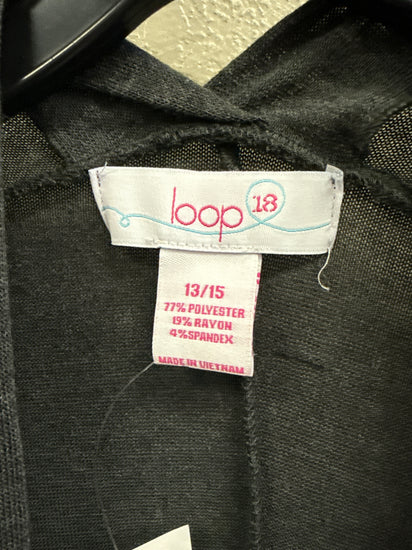 loop 18
13/15
77% POLYESTER
19% RAYON
4%SPANDEX
MADE IN VIETNAM